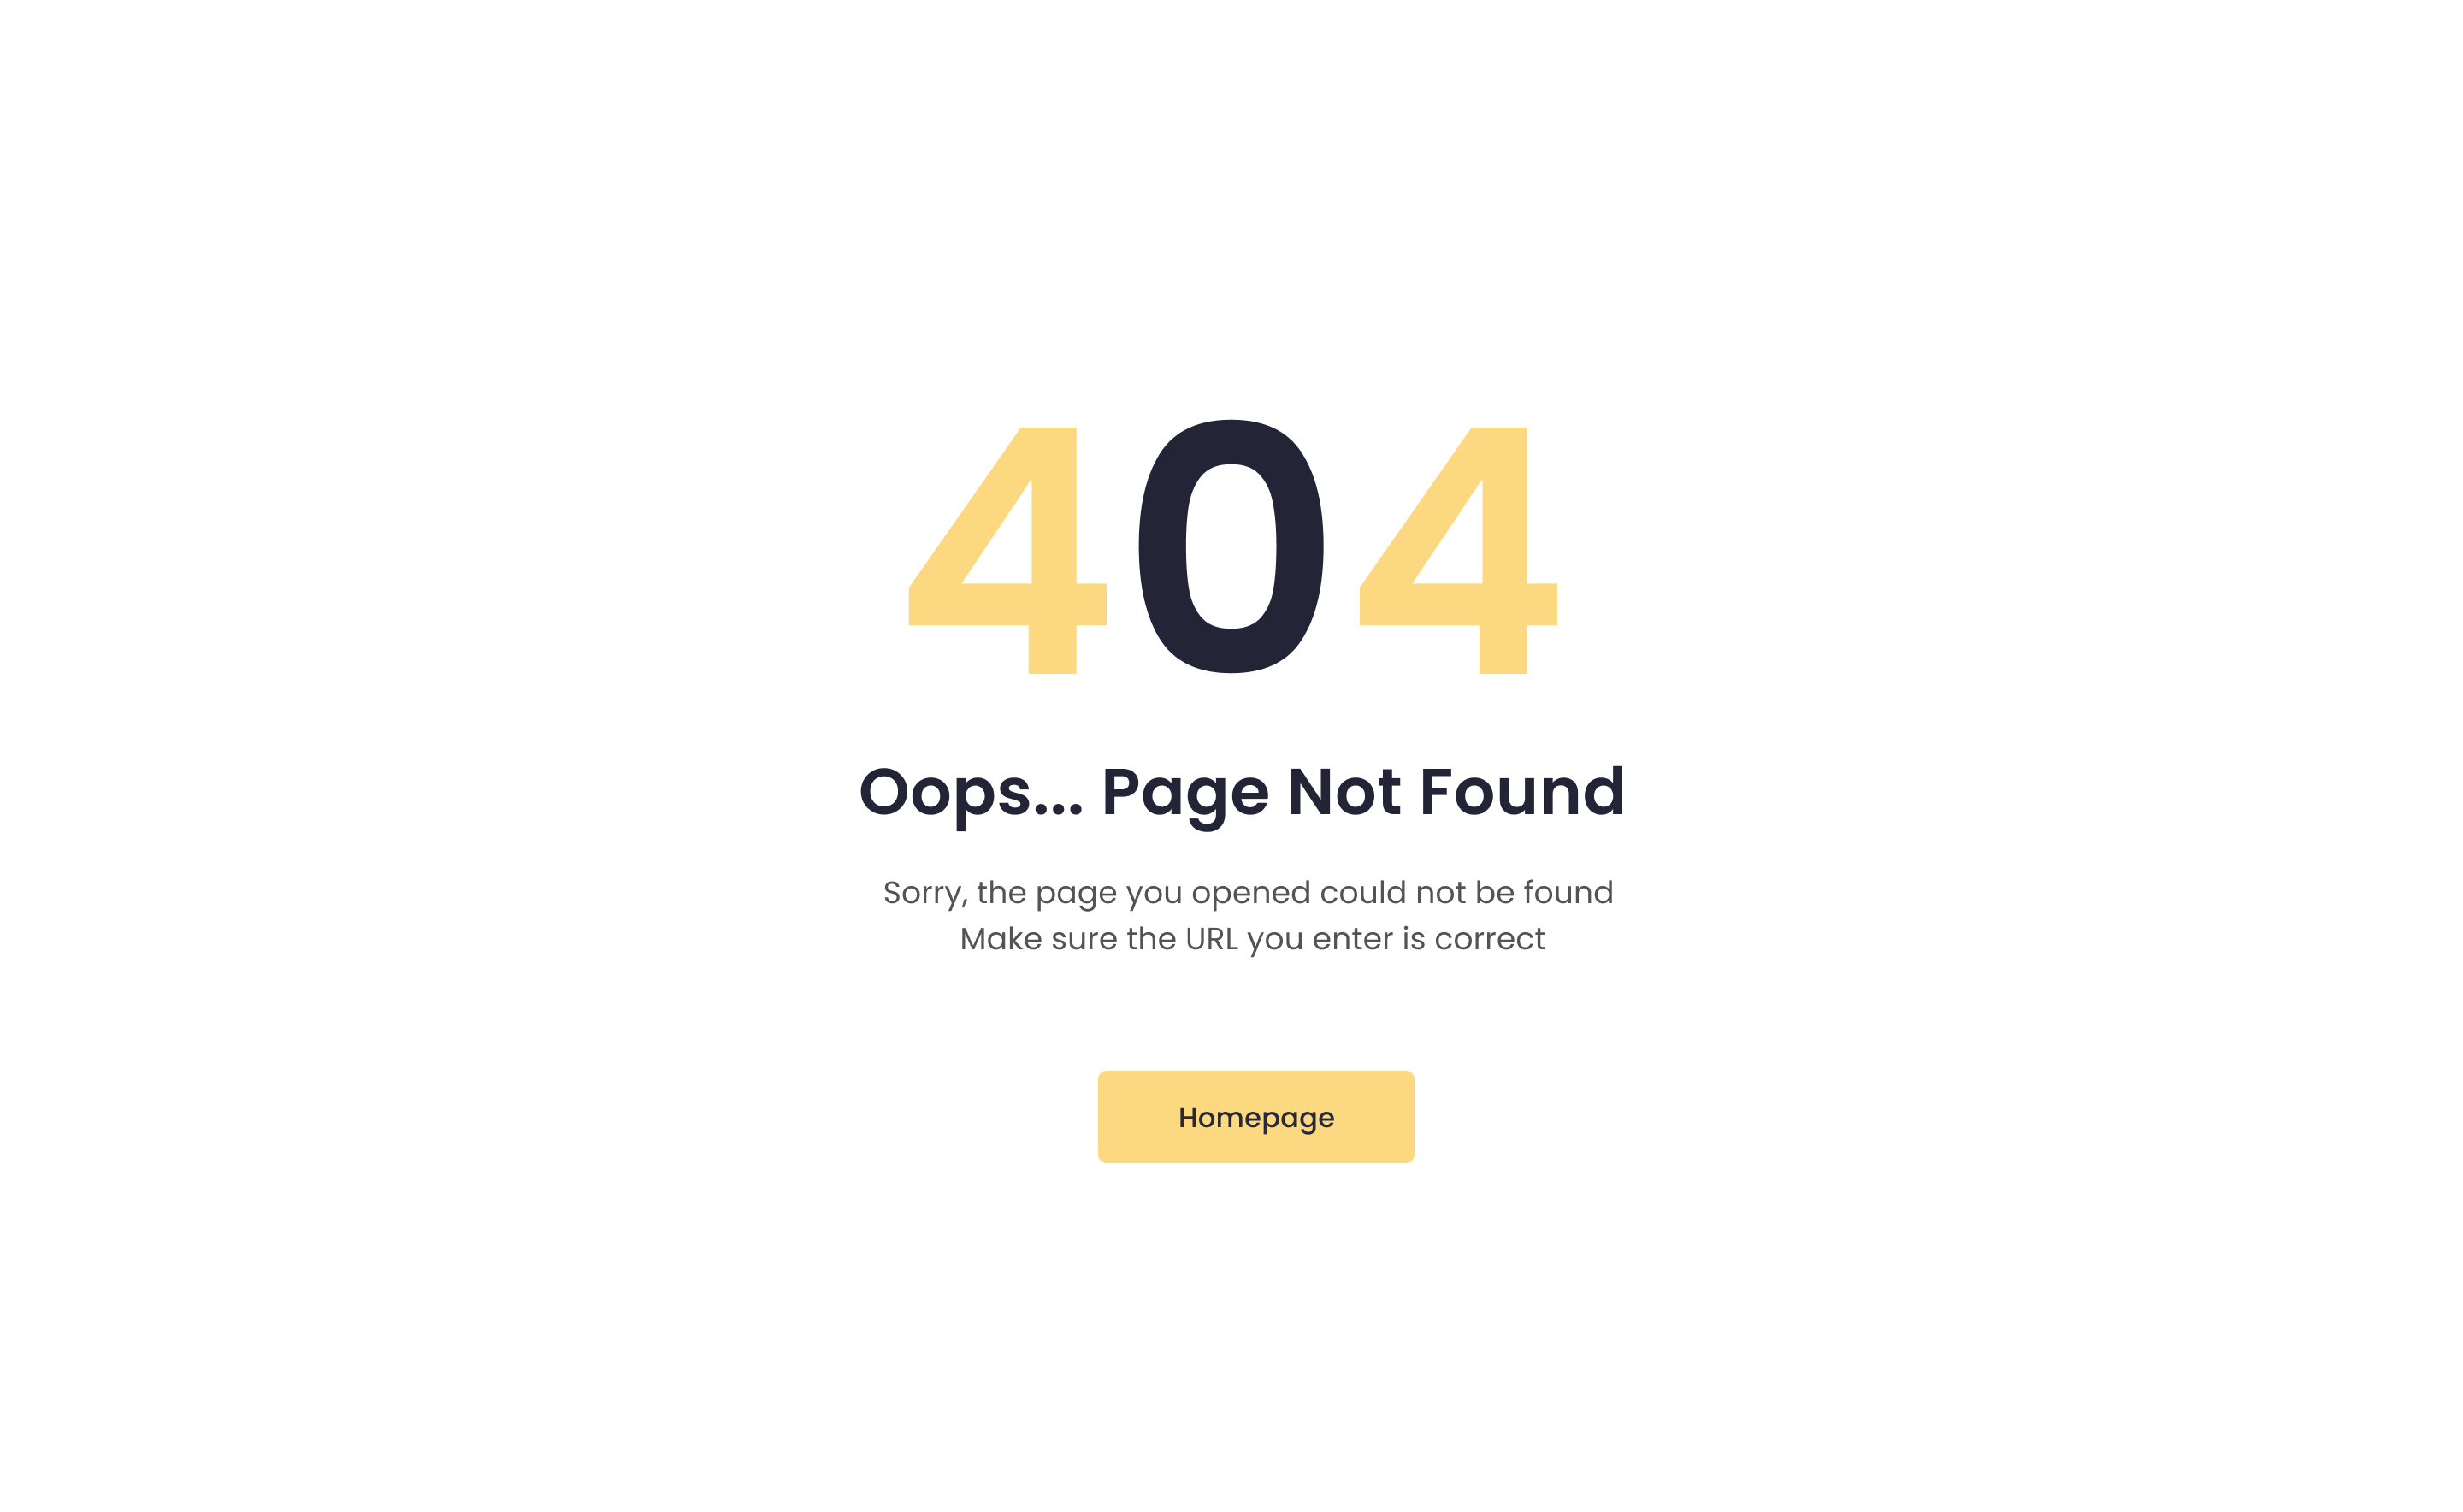 404
Oops... Page Not Found
Sorry, the page you opened could not be found
Make sure the URL you enter is correct
Homepage